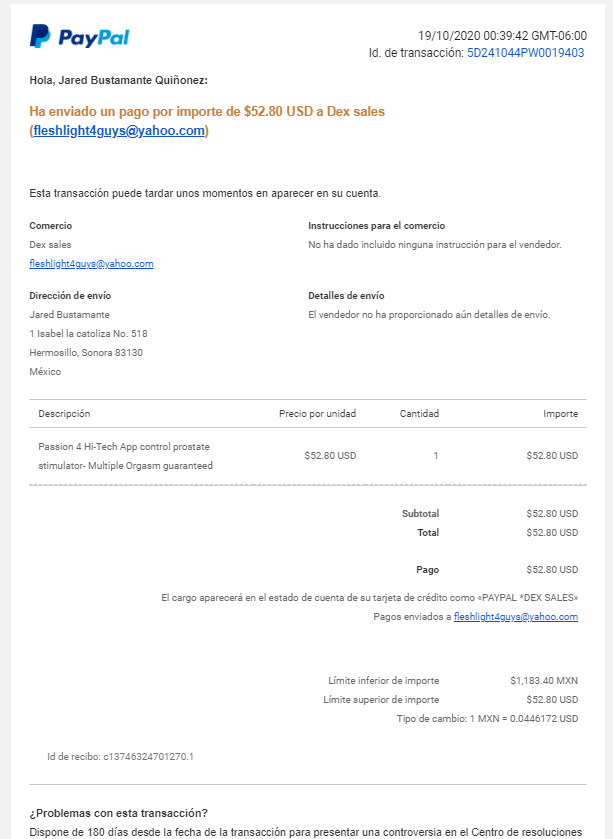 PayPal
19/10/2020 00:39:42 GMT-06:00
Id. de transacción: 5D241044PW0019403
Hola, Jared Bustamante Quiñonez:
Ha enviado un pago por importe de $52.80 USD a Dex sales
(fleshlight4guys@yahoo.com)
Esta transacción puede tardar unos momentos en aparecer en su cuenta.
Comercio
Dex sales
fleshlight4guys@yahoo.com
Instrucciones para el comercio
No ha dado incluido ninguna instrucción para el vendedor.
Dirección de envío
Jared Bustamante
1 Isabel la catoliza No. 518
Hermosillo, Sonora 83130
México
Detalles de envío
El vendedor no ha proporcionado aún detalles de envío.
Descripción Precio por unidad Cantidad Importe
Passion 4 Hi-Tech App control prostate
stimulator- Multiple Orgasm guaranteed
$52.80 USD 1 $52.80 USD
Subtotal $52.80 USD
Total $52.80 USD
Pago $52.80 USD
El cargo aparecerá en el estado de cuenta de su tarjeta de crédito como «PAYPAL *DEX SALES»
Pagos enviados a fleshlight4guys@yahoo.com
Límite inferior de importe $1,183.40 MXN
Límite superior de importe $52.80 USD
Tipo de cambio: 1 MXN = 0.0446172 USD
Id de recibo: c13746324701270.1
¿Problemas con esta transacción?
Dispone de 180 días desde la fecha de la transacción para presentar una controversia en el Centro de resoluciones